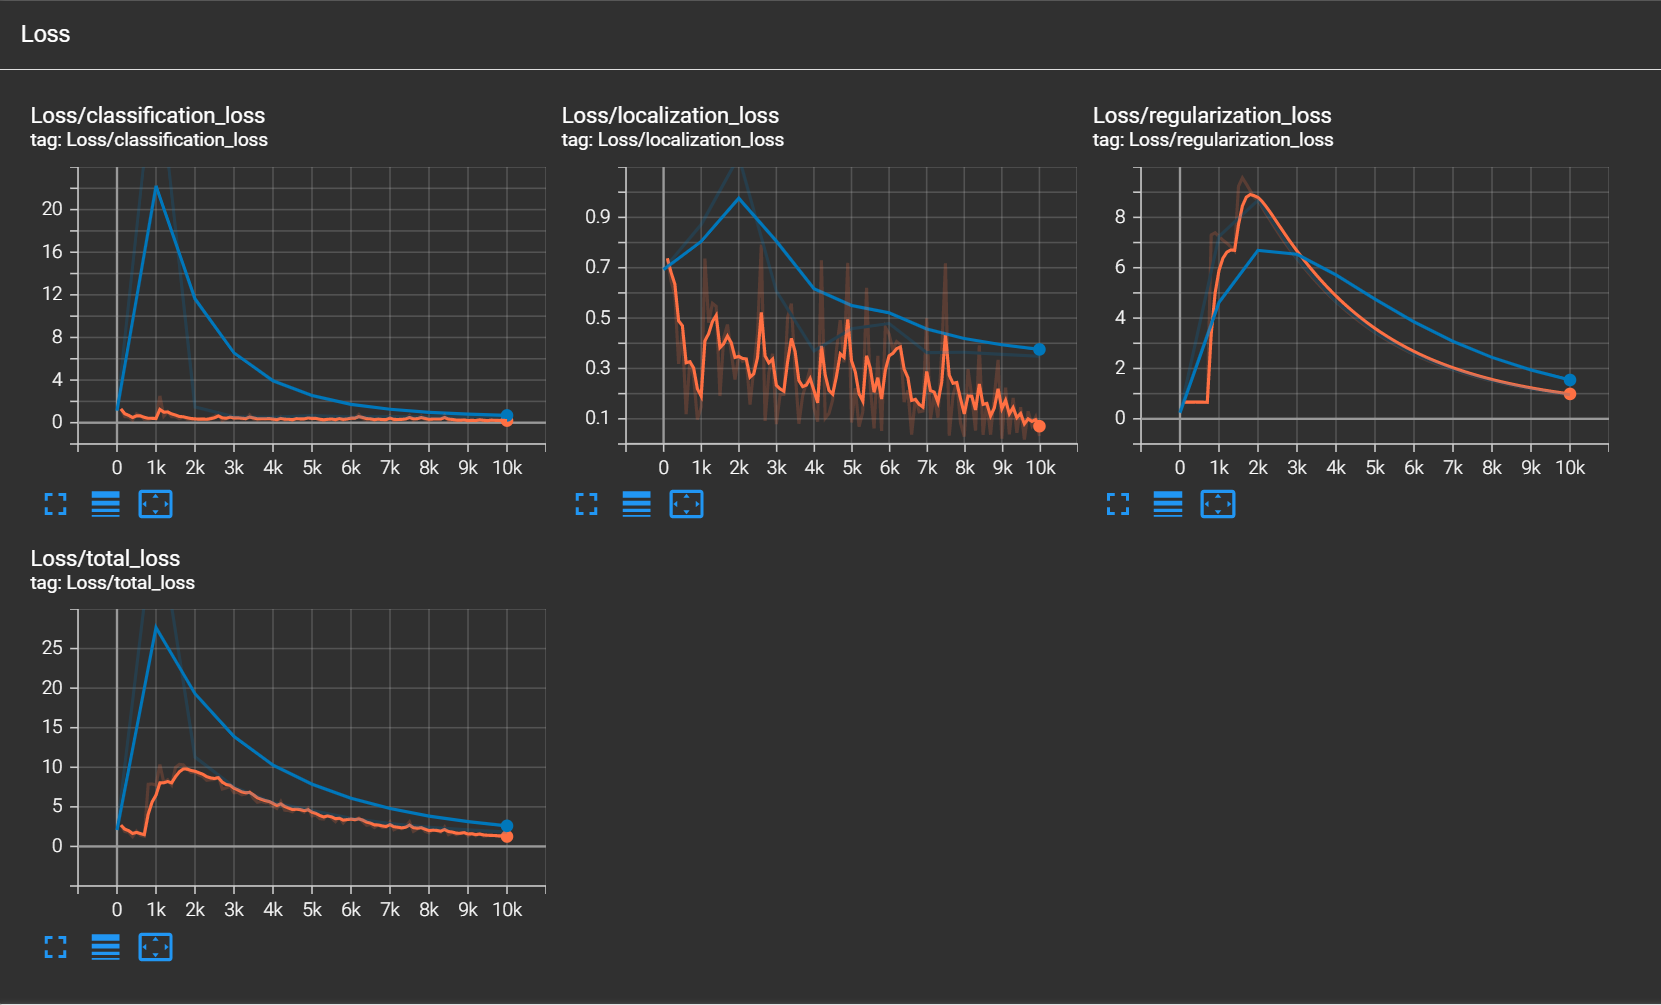 Loss
Loss/classification_loss
tag: Loss/classification_loss
20
16
12
8
4
0
0 1k 2k 3k 4k 5k 6k 7k 8k 9k 10k
Loss/localization_loss
tag: Loss/localization_loss
0.9
0.7
0.5
0.3
0.1
0 1k 2k 3k 4k 5k 6k 7k 8k 9k 10k
Loss/regularization_loss
tag: Loss/regularization_loss
8
6
4
2
0
0 1k 2k 3k 4k 5k 6k 7k 8k 9k 10k
Loss/total_loss
tag: Loss/total_loss
25
20
15
10
5
0
0 1k 2k 3k 4k 5k 6k 7k 8k 9k 10k